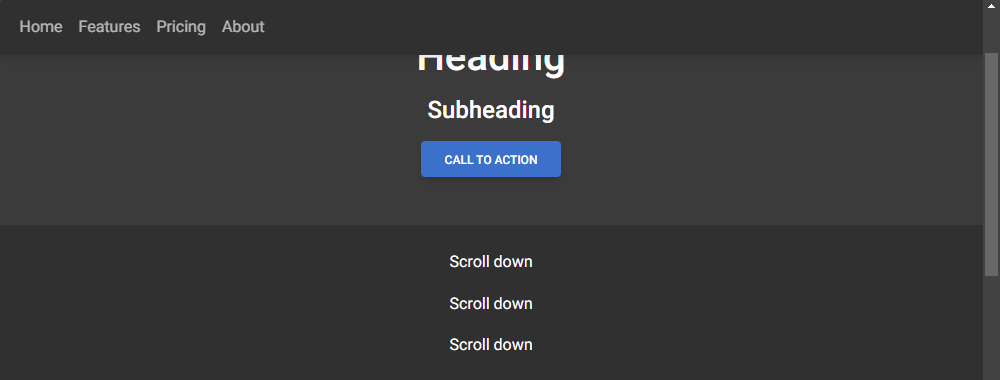 Home Features Pricing About
Heading
Subheading
CALL TO ACTION
Scroll down
Scroll down
Scroll down